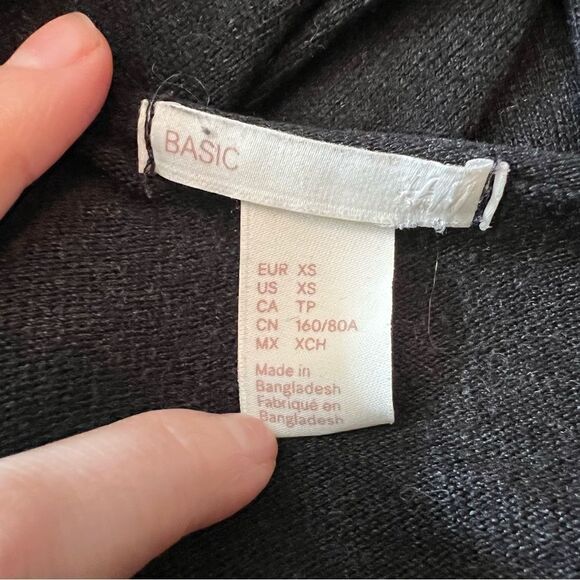 BASIC
EUR XS
US XS
CA TP
CN 160/80A
MX XCH
Made in
Bangladesh
Fabriqué en
Bangladesh